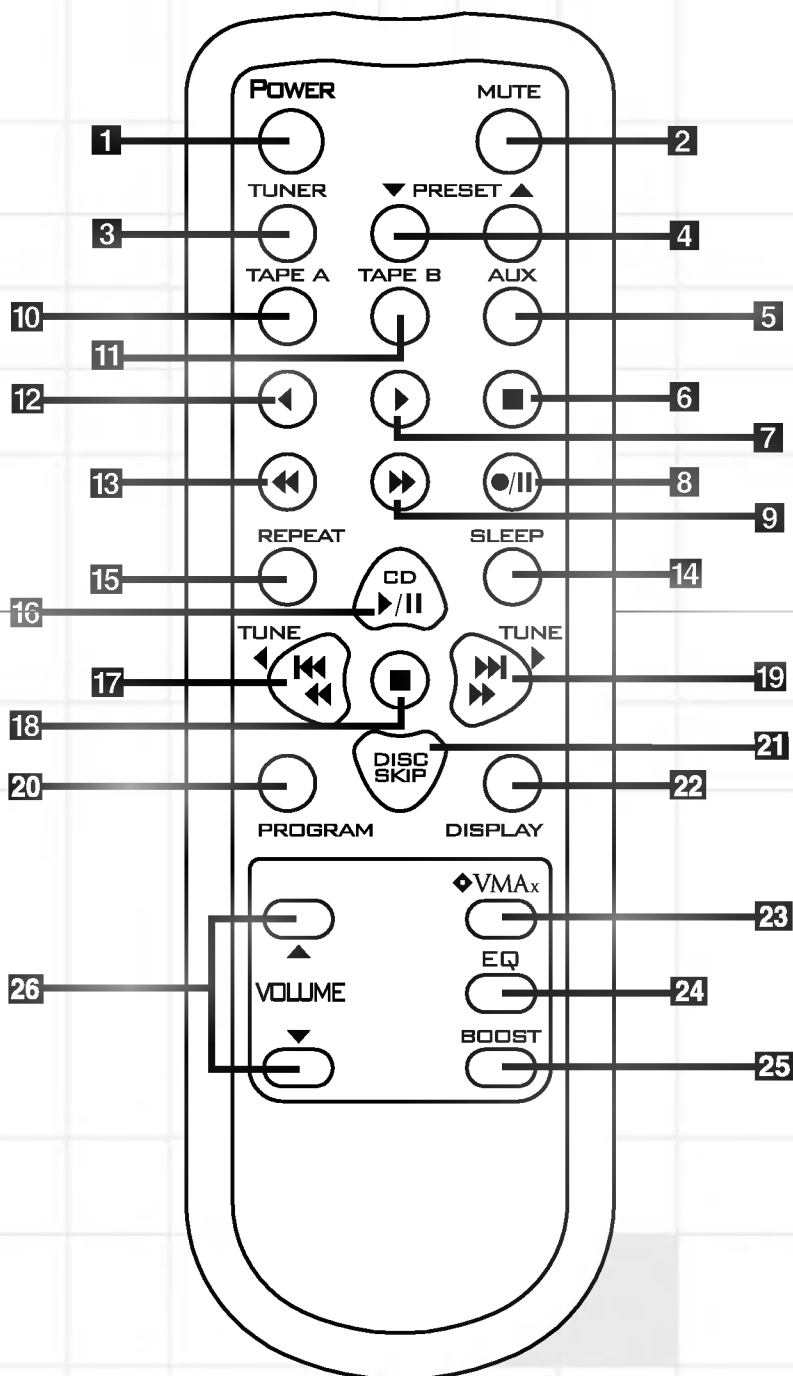 POWER MUTE
1 2
TUNER ▼ PRESET ▲
3 4
TAPE A TAPE B AUX
10 5
11
12 ◀ ▶ ■ 6
7
13 ◀◀ ▶▶ ●/II 8
9
REPEAT SLEEP
15 CD 14
16 ▶/II
TUNE TUNE
◀ ▶
17 I◀◀ ▶▶I 19
◀◀ ■ ▶▶
18
21
DISC
20 SKIP 22
PROGRAM DISPLAY
◆VMAx
23
▲ EQ
26 VOLUME 24
▼ BOOST
25